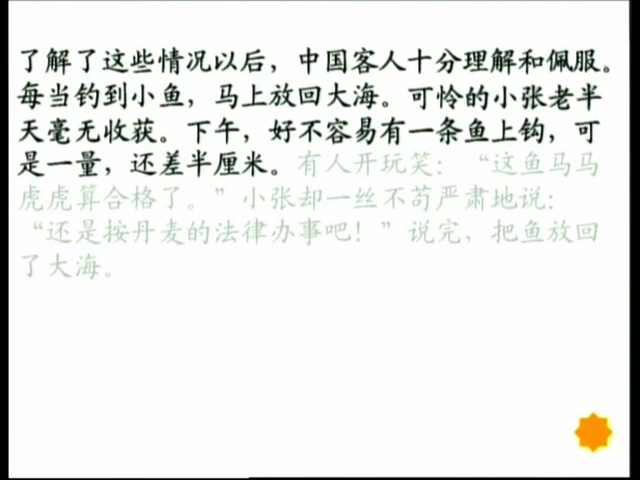 了解了这些情况以后，中国客人十分理解和佩服。
每当钓到小鱼，马上放回大海。可怜的小张老半
天毫无收获。下午，好不容易有一条鱼上钩，可
是一量，还差半厘米。有人开玩笑：“这鱼马马
虎虎算合格了。”小张却一丝不苟严肃地说：
“还是按丹麦的法律办事吧！”说完，把鱼放回
了大海。